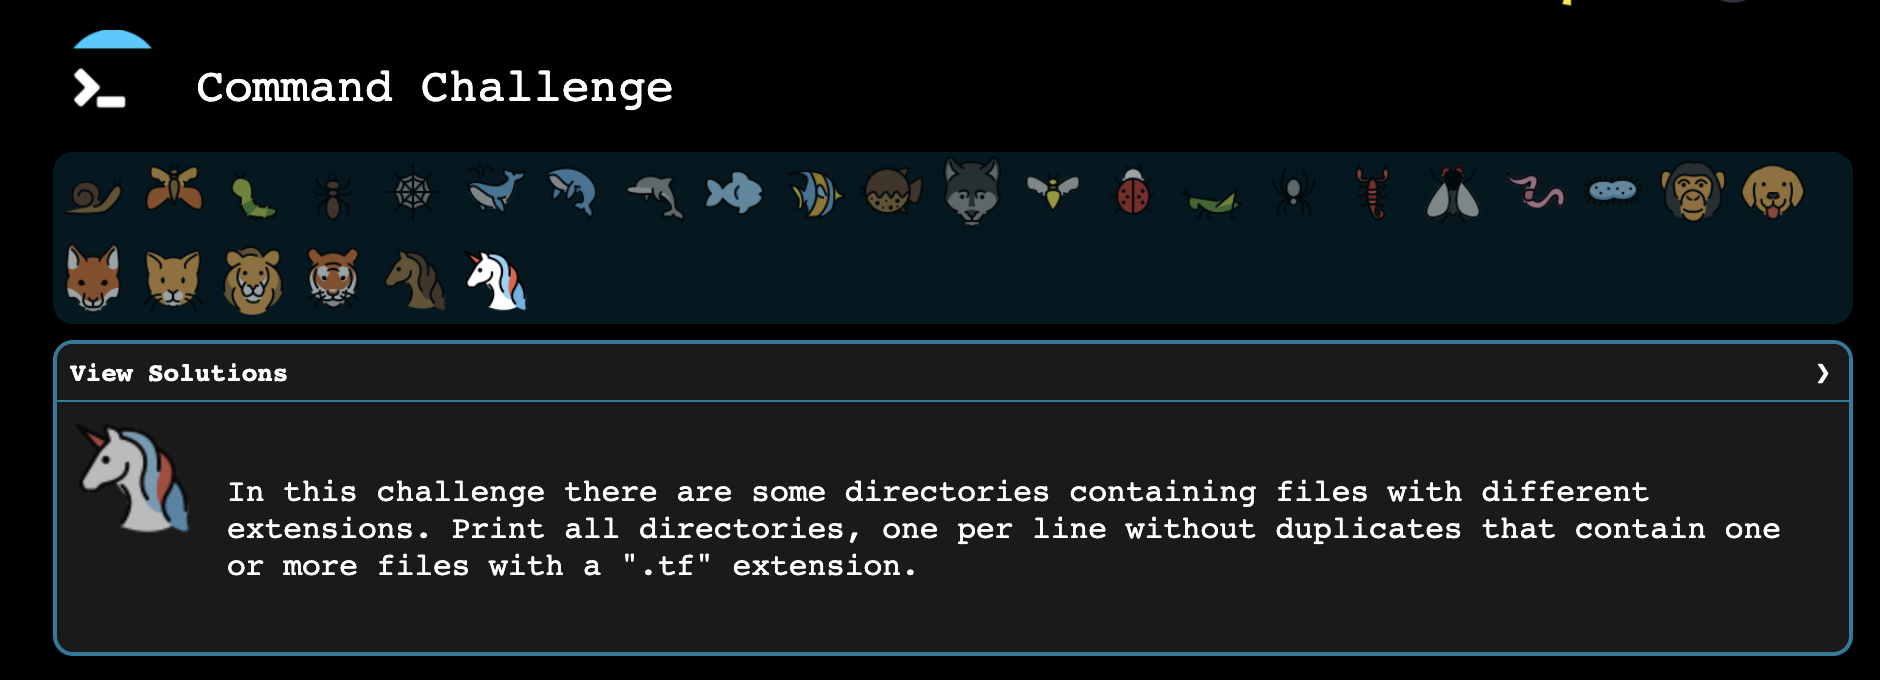 Command Challenge
View Solutions
In this challenge there are some directories containing files with different
extensions. Print all directories, one per line without duplicates that contain one
or more files with a ".tf" extension.